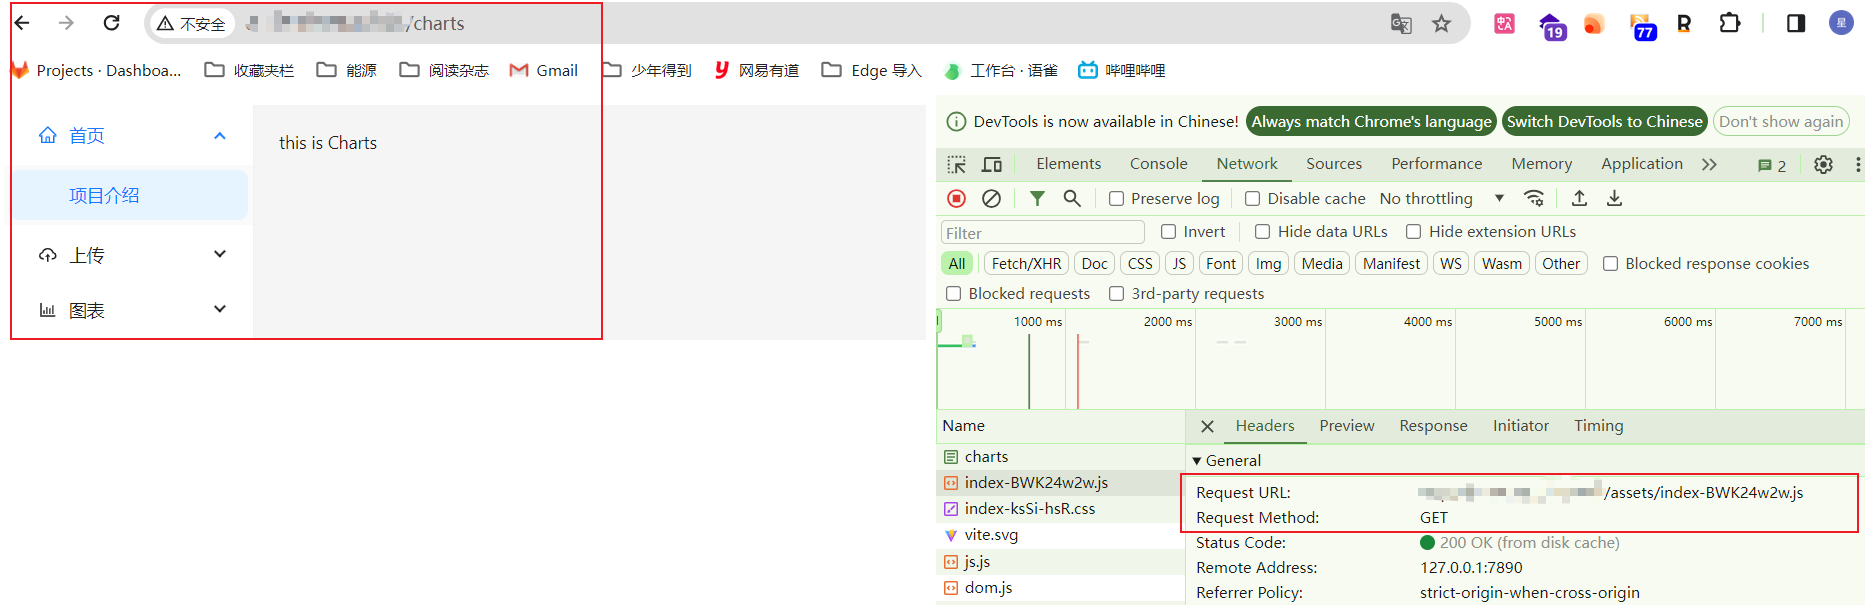 不安全 /charts 19 77 R 星
Projects · Dashboa... 收藏夹栏 能源 阅读杂志 Gmail 少年得到 网易有道 Edge 导入 工作台 · 语雀 哔哩哔哩
首页
项目介绍
上传
图表
this is Charts
DevTools is now available in Chinese! Always match Chrome's language Switch DevTools to Chinese Don't show again
Elements Console Network Sources Performance Memory Application 2
Preserve log Disable cache No throttling
Filter Invert Hide data URLs Hide extension URLs
All Fetch/XHR Doc CSS JS Font Img Media Manifest WS Wasm Other Blocked response cookies
Blocked requests 3rd-party requests
1000 ms 2000 ms 3000 ms 4000 ms 5000 ms 6000 ms 7000 ms
Name
charts
index-BWK24w2w.js
index-ksSi-hsR.css
vite.svg
js.js
dom.js
Headers Preview Response Initiator Timing
General
Request URL: /assets/index-BWK24w2w.js
Request Method: GET
Status Code: 200 OK (from disk cache)
Remote Address: 127.0.0.1:7890
Referrer Policy: strict-origin-when-cross-origin